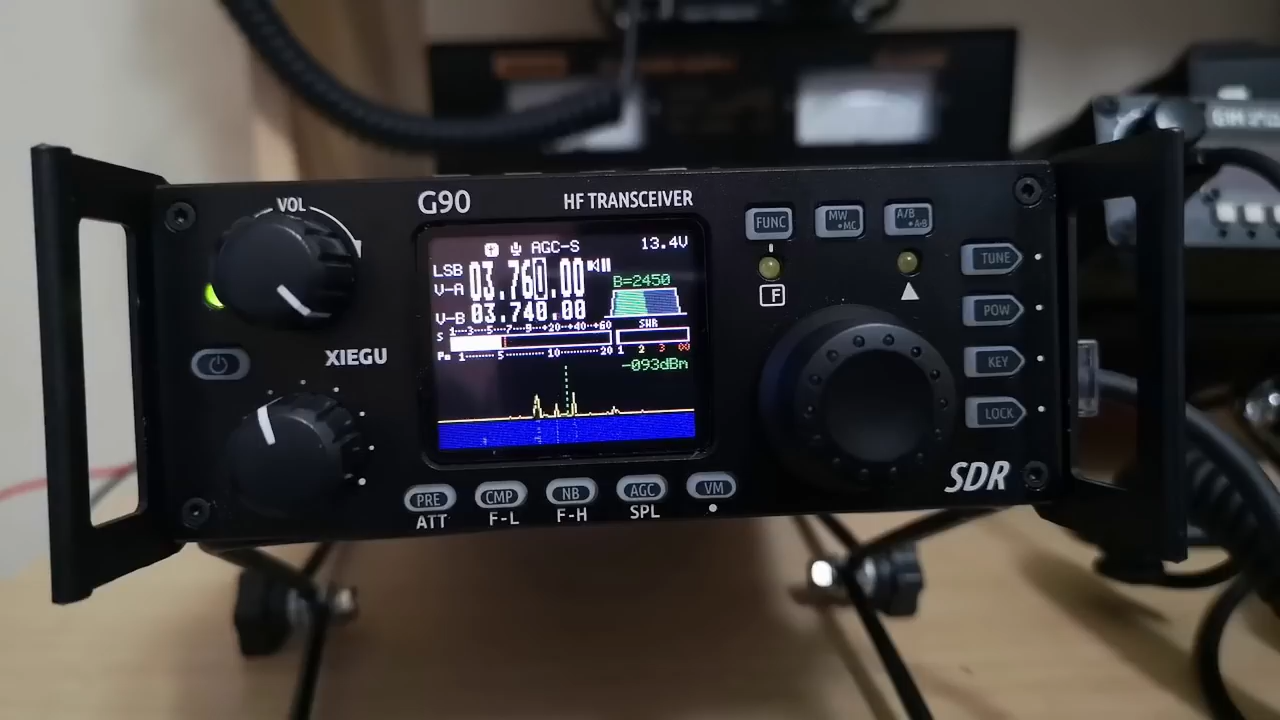 VOL
G90
HF TRANSCEIVER
AGC-S
13.4V
LSB
V-A
03.760.00
B=2450
V-B
03.740.00
S 1---3---5---7---9--+20--+40--+60
SWR
Po 1·······5··········10··········20
1 2 3 ∞
-093dBm
XIEGU
FUNC
MW
•MC
A/B
•A=B
F
TUNE
POW
KEY
LOCK
SDR
PRE
CMP
NB
AGC
VM
ATT
F-L
F-H
SPL